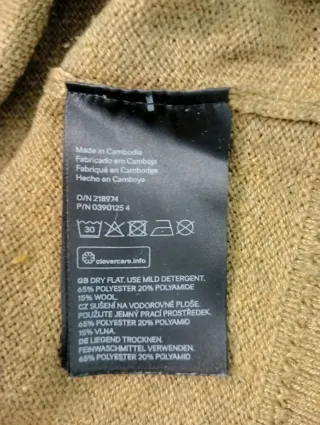 Made in Cambodia
Fabricado em Camboja
Fabriqué en Cambodge
Hecho en Camboya
O/N 218974
P/N 0390125 4
30
clevercare.info
GB DRY FLAT. USE MILD DETERGENT.
65% POLYESTER 20% POLYAMIDE
15% WOOL.
CZ SUŠENÍ NA VODOROVNÉ PLOŠE.
POUŽIJTE JEMNÝ PRACÍ PROSTŘEDEK.
65% POLYESTER 20% POLYAMID
15% VLNA.
DE LIEGEND TROCKNEN.
FEINWASCHMITTEL VERWENDEN.
65% POLYESTER 20% POLYAMID